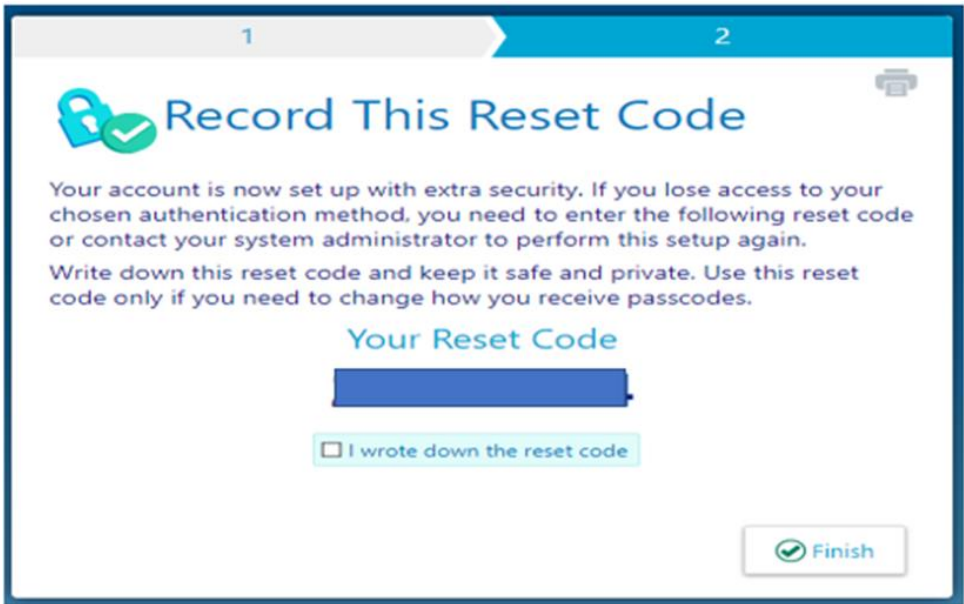 1
2
Record This Reset Code
Your account is now set up with extra security. If you lose access to your
chosen authentication method, you need to enter the following reset code
or contact your system administrator to perform this setup again.
Write down this reset code and keep it safe and private. Use this reset
code only if you need to change how you receive passcodes.
Your Reset Code
I wrote down the reset code
Finish